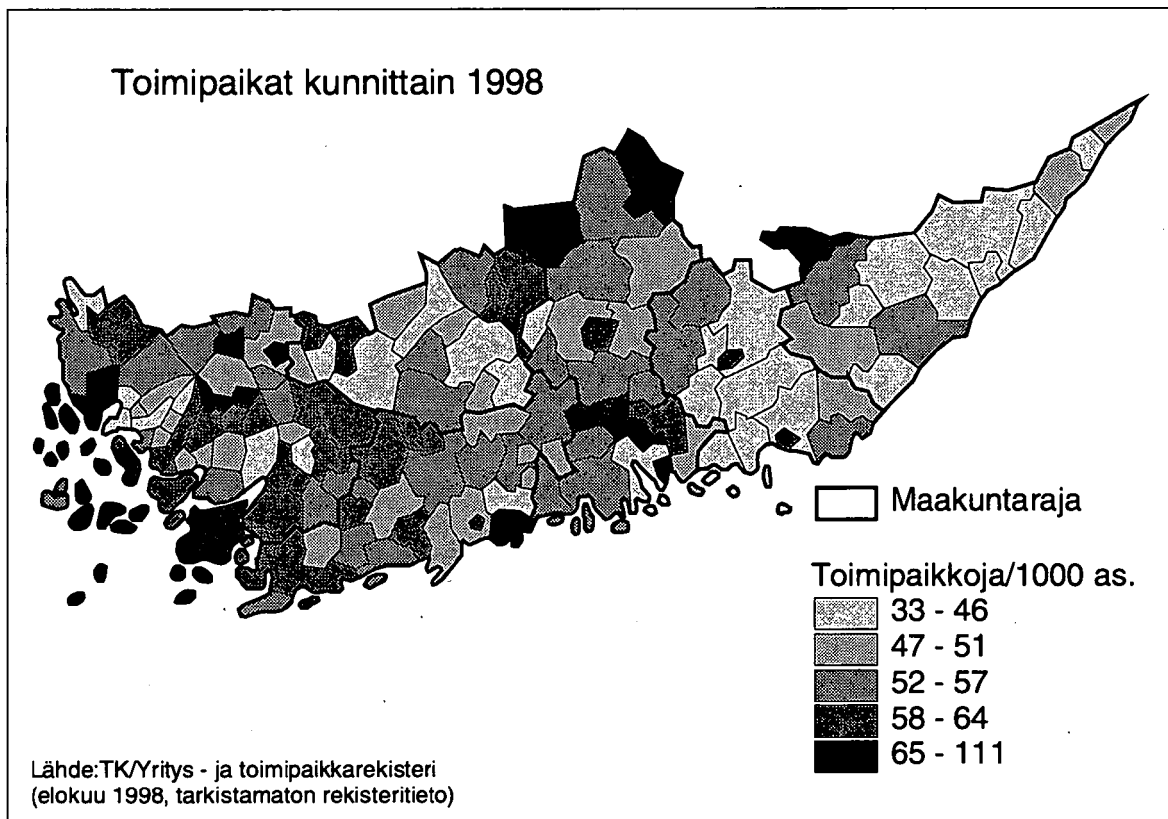 Toimipaikat kunnittain 1998
Maakuntaraja
Toimipaikkoja/1000 as.
33 - 46
47 - 51
52 - 57
58 - 64
65 - 111
Lähde:TK/Yritys - ja toimipaikkarekisteri
(elokuu 1998, tarkistamaton rekisteritieto)